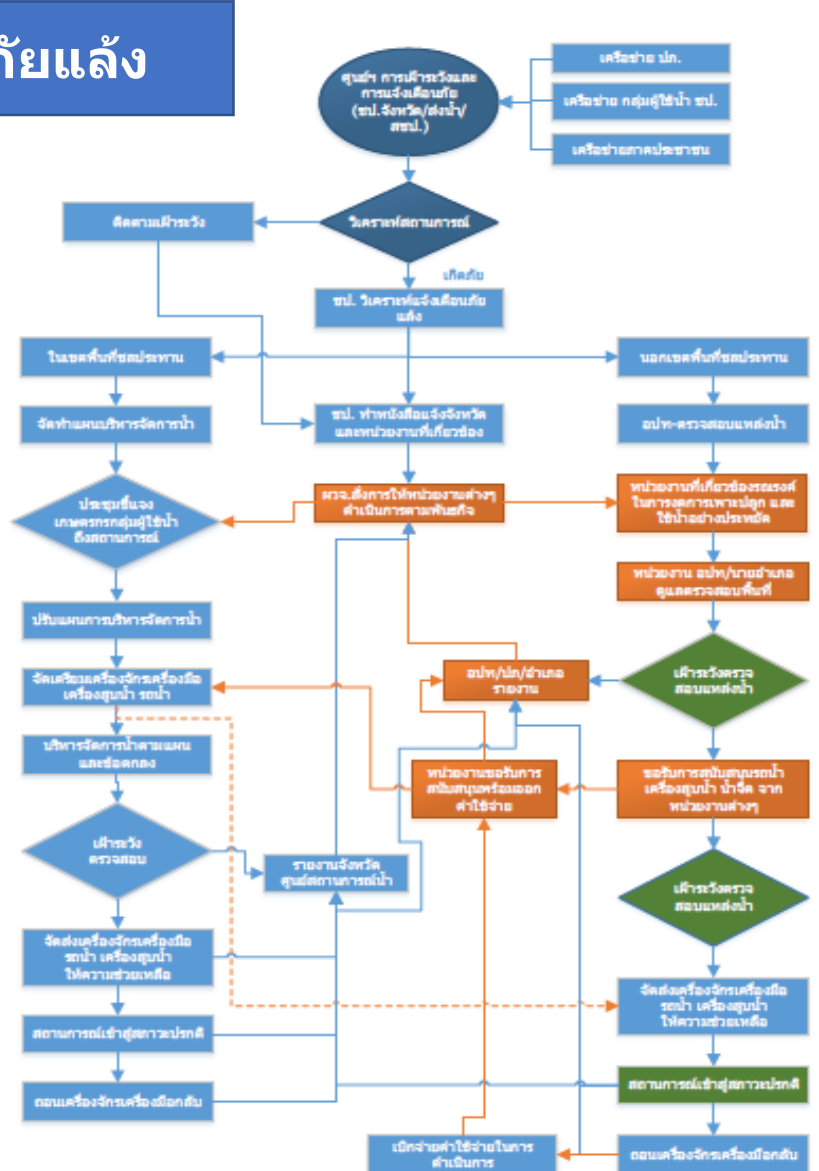 ภัยแล้ง
ศูนย์ฯ การเฝ้าระวังและ
การแจ้งเตือนภัย
(ชป.จังหวัด/ส่งน้ำ/
สชป.)
เครือข่าย ปภ.
เครือข่าย กลุ่มผู้ใช้น้ำ ชป.
เครือข่ายภาคประชาชน
วิเคราะห์สถานการณ์
ติดตามเฝ้าระวัง
เกิดภัย
ชป. วิเคราะห์แจ้งเตือนภัย
แล้ง
ในเขตพื้นที่ชลประทาน
นอกเขตพื้นที่ชลประทาน
จัดทำแผนบริหารจัดการน้ำ
ชป. ทำหนังสือแจ้งจังหวัด
และหน่วยงานที่เกี่ยวข้อง
อปท-ตรวจสอบแหล่งน้ำ
ประชุมชี้แจง
เกษตรกรกลุ่มผู้ใช้น้ำ
ถึงสถานการณ์
ผวจ.สั่งการให้หน่วยงานต่างๆ
ดำเนินการตามพันธกิจ
หน่วยงานที่เกี่ยวข้องรณรงค์
ในการงดการเพาะปลูก และ
ใช้น้ำอย่างประหยัด
หน่วยงาน อปท/นายอำเภอ
ดูแลตรวจสอบพื้นที่
ปรับแผนการบริหารจัดการน้ำ
จัดเตรียมเครื่องจักรเครื่องมือ
เครื่องสูบน้ำ รถน้ำ
อปท/ปภ/อำเภอ
รายงาน
เฝ้าระวังตรวจ
สอบแหล่งน้ำ
บริหารจัดการน้ำตามแผน
และข้อตกลง
หน่วยงานขอรับการ
สนับสนุนพร้อมออก
ค่าใช้จ่าย
ขอรับการสนับสนุนรถน้ำ
เครื่องสูบน้ำ น้ำจืด จาก
หน่วยงานต่างๆ
เฝ้าระวัง
ตรวจสอบ
รายงานจังหวัด
ศูนย์สถานการณ์น้ำ
เฝ้าระวังตรวจ
สอบแหล่งน้ำ
จัดส่งเครื่องจักรเครื่องมือ
รถน้ำ เครื่องสูบน้ำ
ให้ความช่วยเหลือ
จัดส่งเครื่องจักรเครื่องมือ
รถน้ำ เครื่องสูบน้ำ
ให้ความช่วยเหลือ
สถานการณ์เข้าสู่สภาวะปรกติ
สถานการณ์เข้าสู่สภาวะปรกติ
ถอนเครื่องจักรเครื่องมือกลับ
เบิกจ่ายค่าใช้จ่ายในการ
ดำเนินการ
ถอนเครื่องจักรเครื่องมือกลับ